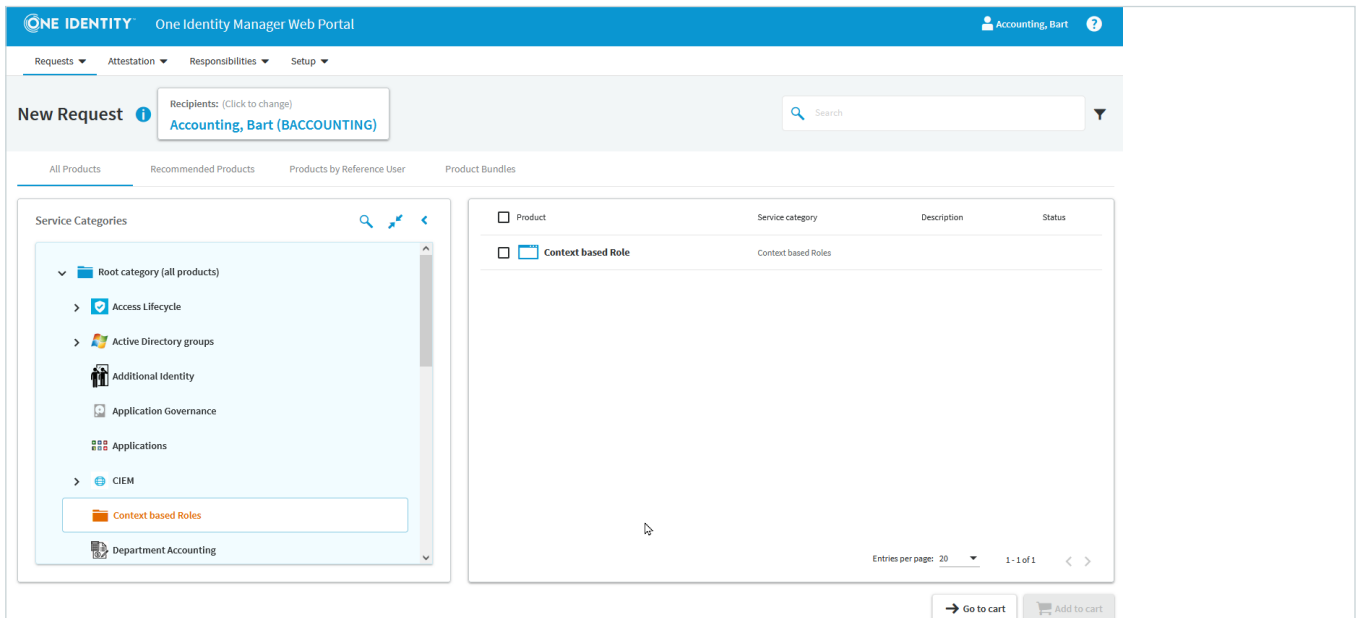 ONE IDENTITY One Identity Manager Web Portal Accounting, Bart ?
Requests Attestation Responsibilities Setup
New Request i Recipients: (Click to change)
Accounting, Bart (BACCOUNTING)
Search
All Products Recommended Products Products by Reference User Product Bundles
Service Categories
Root category (all products)
Access Lifecycle
Active Directory groups
Additional Identity
Application Governance
Applications
CIEM
Context based Roles
Department Accounting
Product Service category Description Status
Context based Role Context based Roles
Entries per page: 20 1 - 1 of 1
Go to cart Add to cart